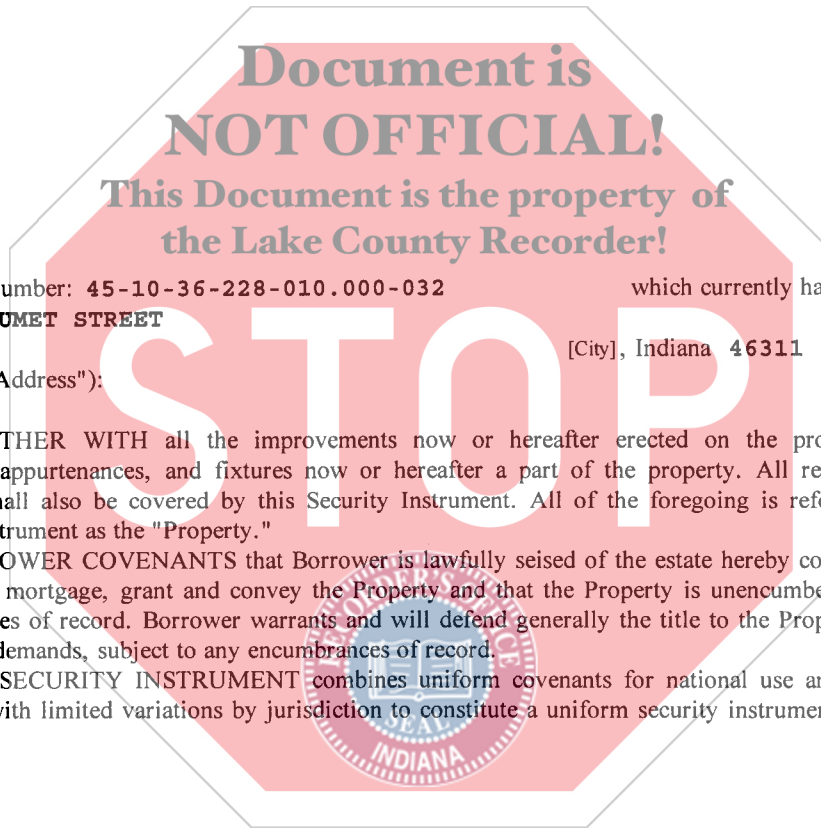 Document is
NOT OFFICIAL!
This Document is the property of
the Lake County Recorder!
umber: 45-10-36-228-010.000-032 which currently ha
UMET STREET
[City], Indiana 46311
Address"):
STOP
THER WITH all the improvements now or hereafter erected on the pro
appurtenances, and fixtures now or hereafter a part of the property. All re
all also be covered by this Security Instrument. All of the foregoing is refe
trument as the "Property."
OWER COVENANTS that Borrower is lawfully seised of the estate hereby co
mortgage, grant and convey the Property and that the Property is unencumbe
es of record. Borrower warrants and will defend generally the title to the Prop
demands, subject to any encumbrances of record.
SECURITY INSTRUMENT combines uniform covenants for national use an
with limited variations by jurisdiction to constitute a uniform security instrumen
RECORDER'S OFFICE
SEAL
INDIANA